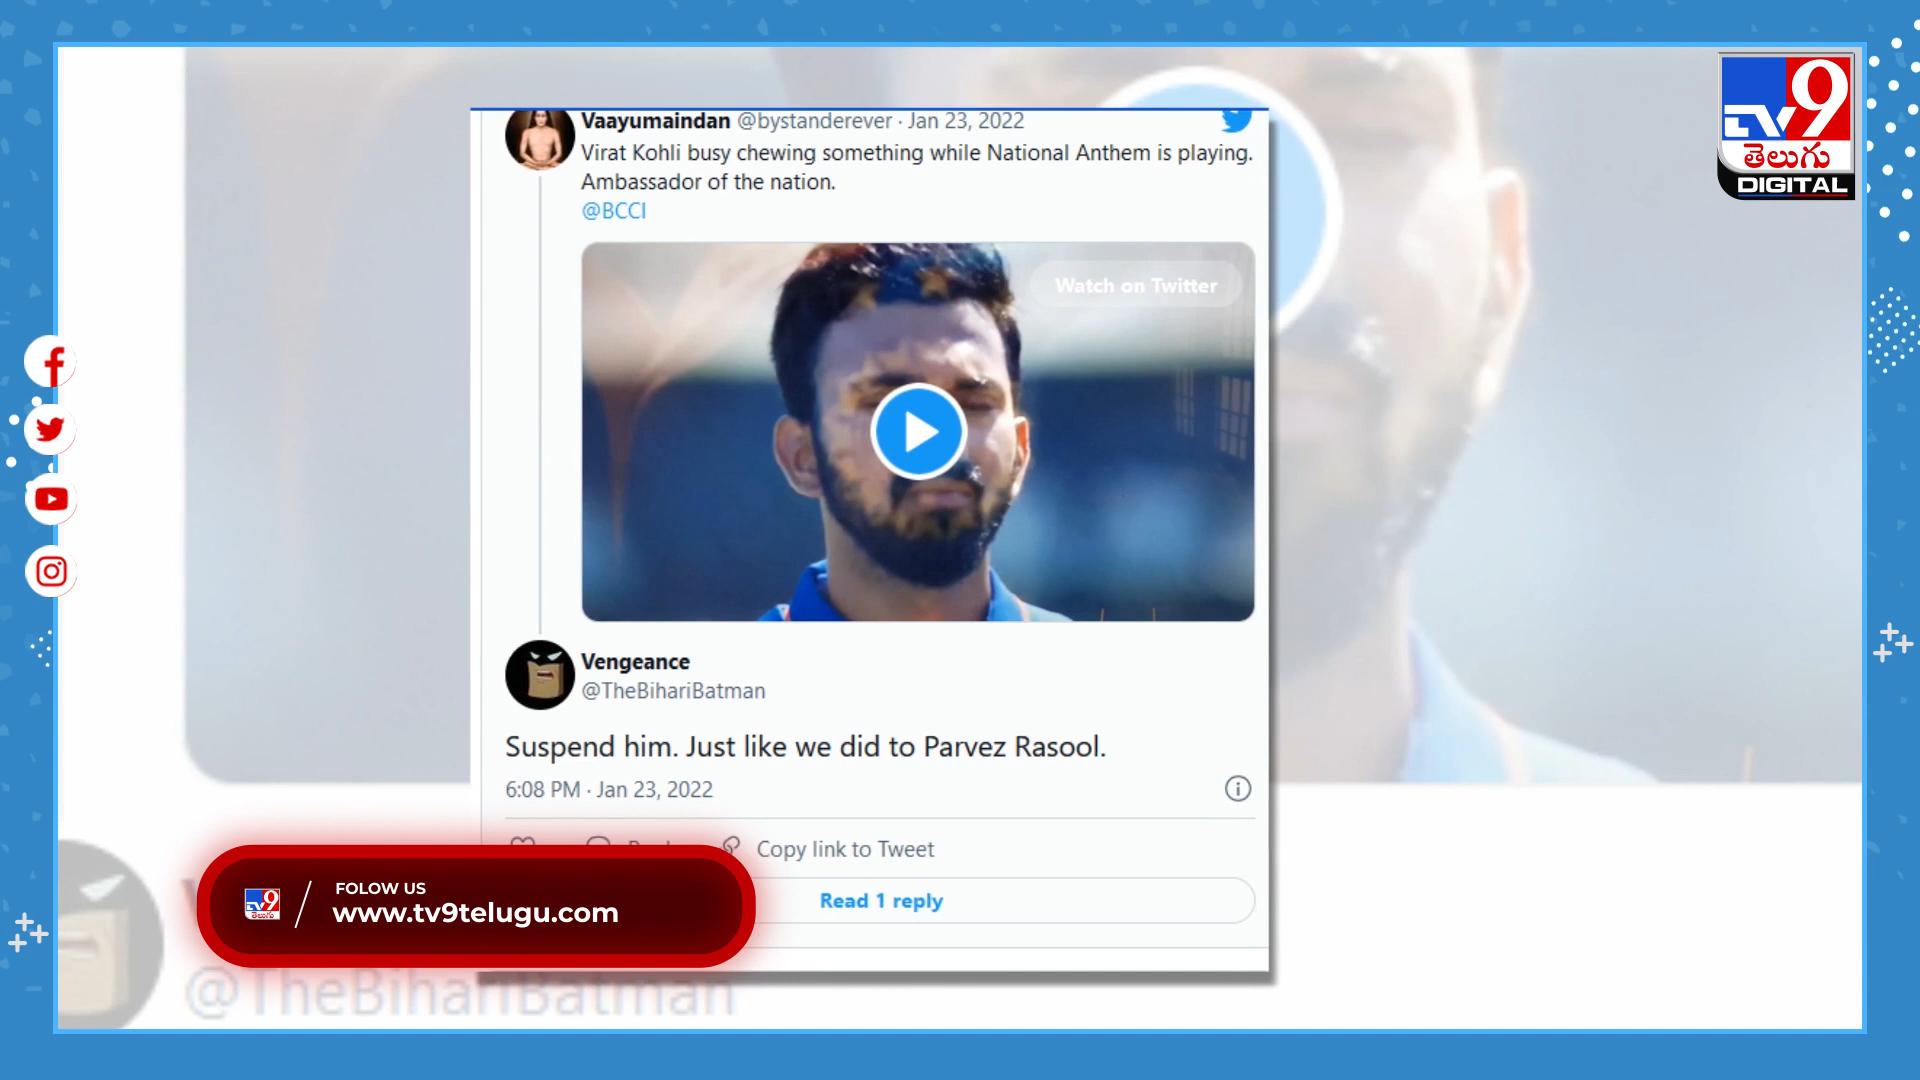 Vaayumaindan @bystanderever · Jan 23, 2022
Virat Kohli busy chewing something while National Anthem is playing.
Ambassador of the nation.
@BCCI
Watch on Twitter
Vengeance
@TheBihariBatman
Suspend him. Just like we did to Parvez Rasool.
6:08 PM · Jan 23, 2022
Copy link to Tweet
Read 1 reply
TV9
తెలుగు
DIGITAL
TV9
తెలుగు
FOLOW US
www.tv9telugu.com
@TheBihariBatman